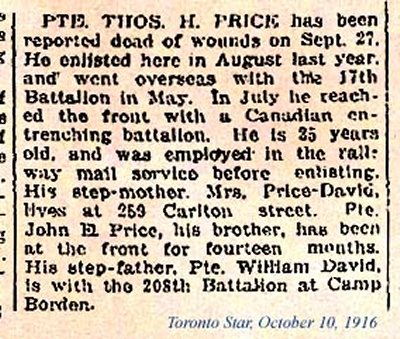 PTE. THOS. H. PRICE has been
reported dead of wounds on Sept. 27.
He enlisted here in August last year,
and went overseas with the 17th
Battalion in May. In July he reach-
ed the front with a Canadian en-
trenching battalion. He is 25 years
old, and was employed in the rail-
way mail service before enlisting.
His step-mother, Mrs. Price-David,
lives at 259 Carlton street. Pte.
John E. Price, his brother, has been
at the front for fourteen months.
His step-father, Pte. William David,
is with the 208th Battalion at Camp
Borden.
Toronto Star, October 10, 1916